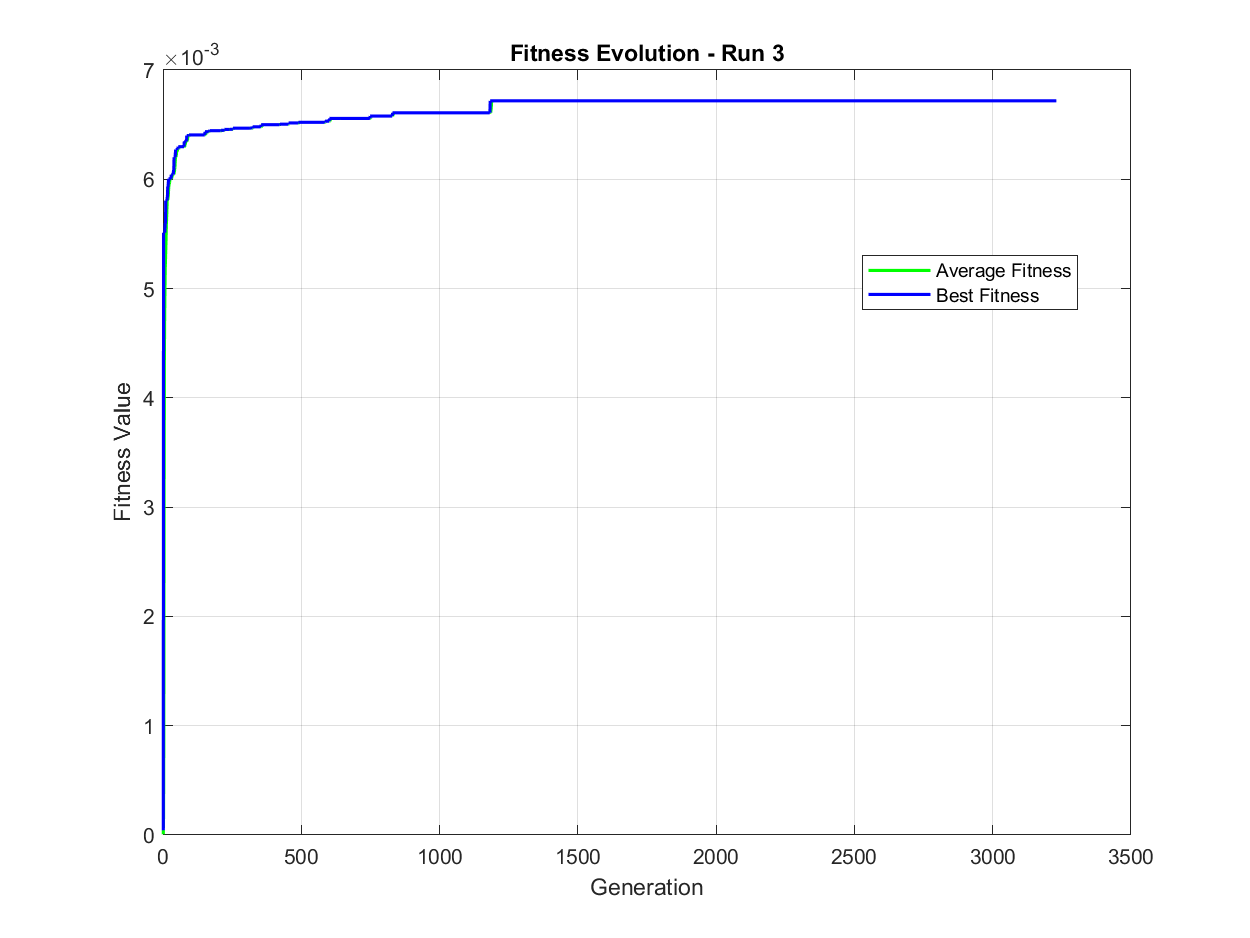 Fitness Evolution - Run 3
×10⁻³
7
6
5
4
3
2
1
0
Fitness Value
Average Fitness
Best Fitness
0 500 1000 1500 2000 2500 3000 3500
Generation